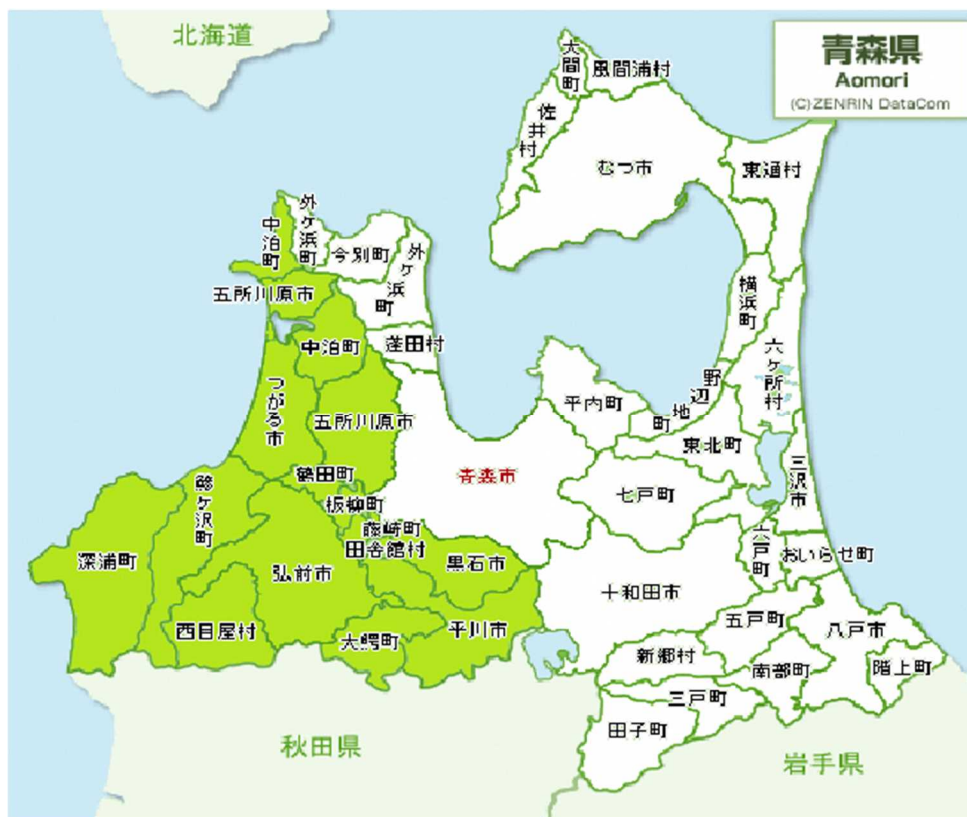 北海道
青森県
Aomori
(C)ZENRIN DataCom
大間町
風間浦村
佐井村
むつ市
東通村
外ヶ浜町
中泊町
今別町
外ヶ浜町
五所川原市
横浜町
中泊町
蓬田村
六ヶ所村
つがる市
平内町
野辺地町
五所川原市
東北町
三沢市
鶴田町
青森市
七戸町
鰺ヶ沢町
板柳町
藤崎町
田舎館村
六戸町
おいらせ町
深浦町
弘前市
黒石市
十和田市
西目屋村
大鰐町
平川市
五戸町
八戸市
新郷村
南部町
階上町
三戸町
田子町
秋田県
岩手県